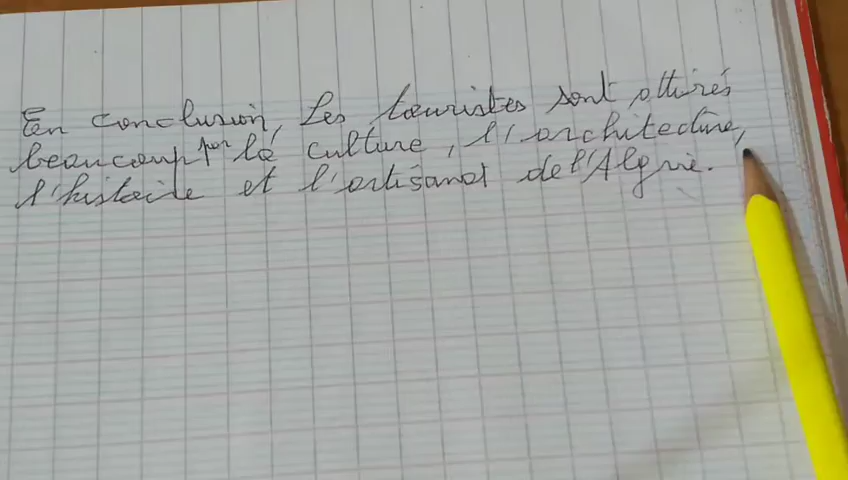 En conclusion, Les touristes sont attirés
beaucoup par la culture, l'architecture,
l'histoire et l'artisanat de l'Algérie.